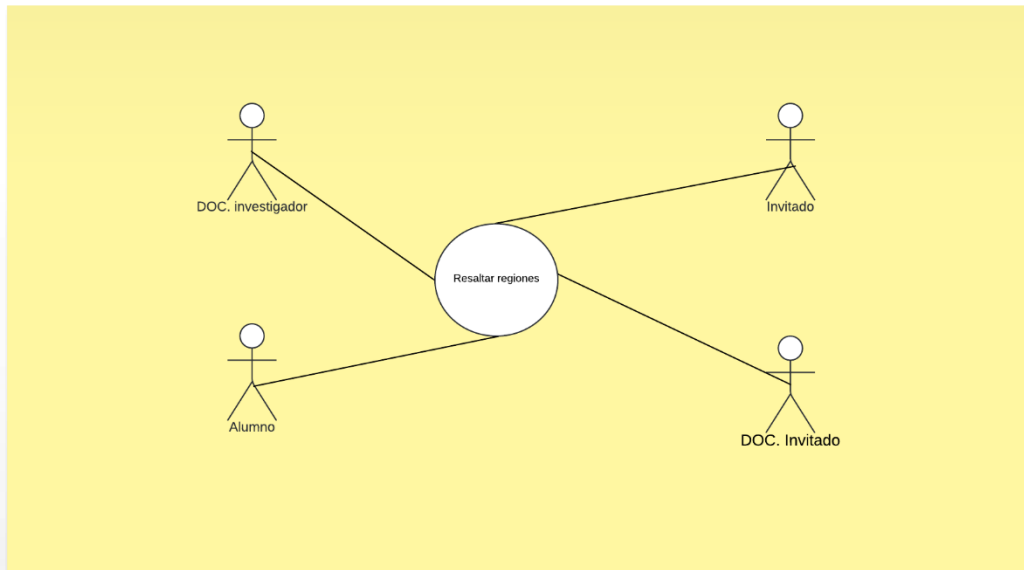 DOC. investigador
Invitado
Resaltar regiones
Alumno
DOC. Invitado